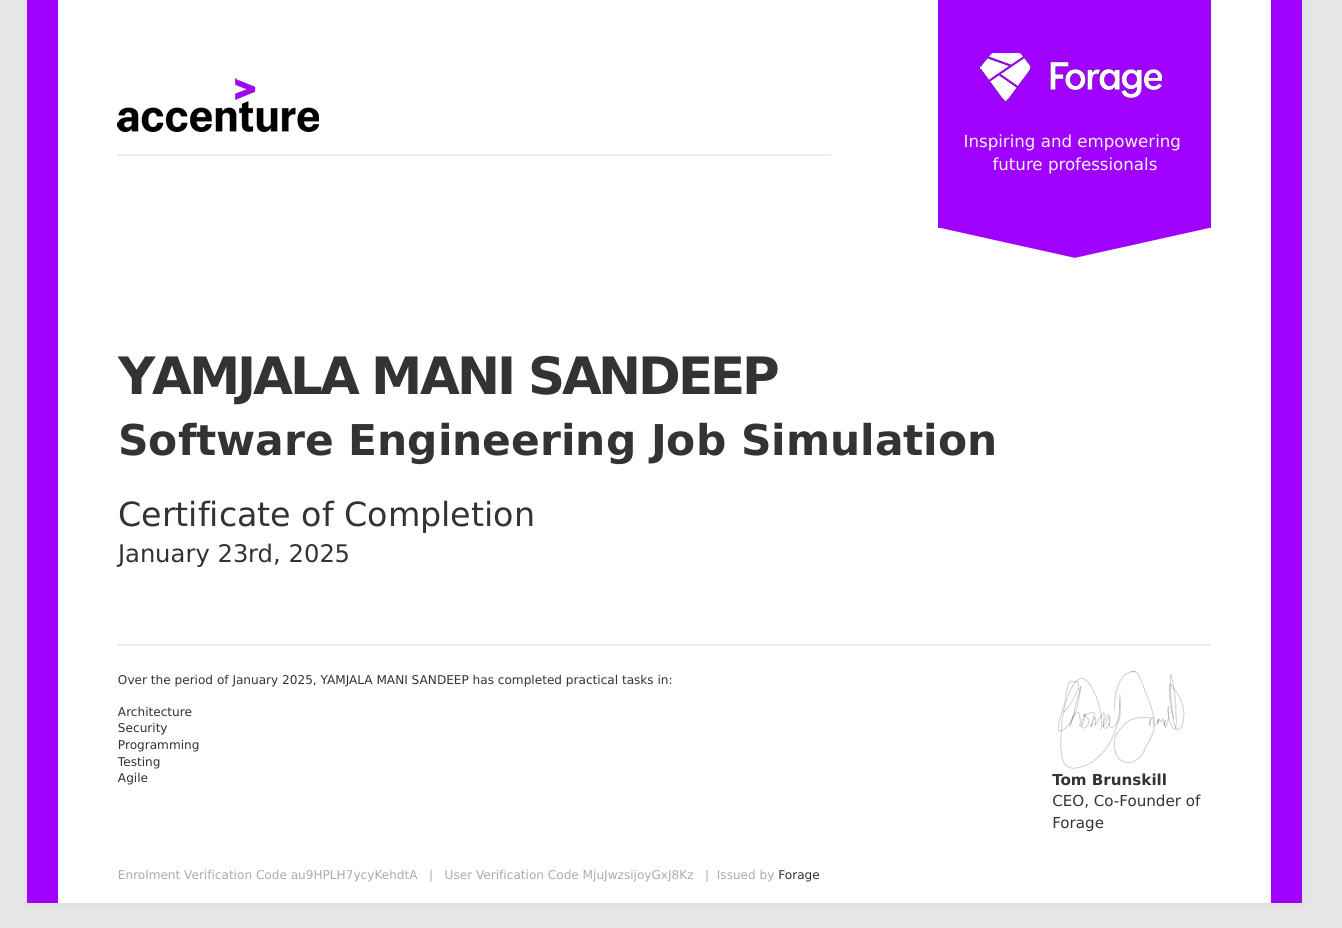 accenture
>
Forage
Inspiring and empowering
future professionals
YAMJALA MANI SANDEEP
Software Engineering Job Simulation
Certificate of Completion
January 23rd, 2025
Over the period of January 2025, YAMJALA MANI SANDEEP has completed practical tasks in:
Architecture
Security
Programming
Testing
Agile
Tom Brunskill
CEO, Co-Founder of
Forage
Enrolment Verification Code au9HPLH7ycyKehdtA | User Verification Code MjuJwzsijoyGxJ8Kz | Issued by Forage